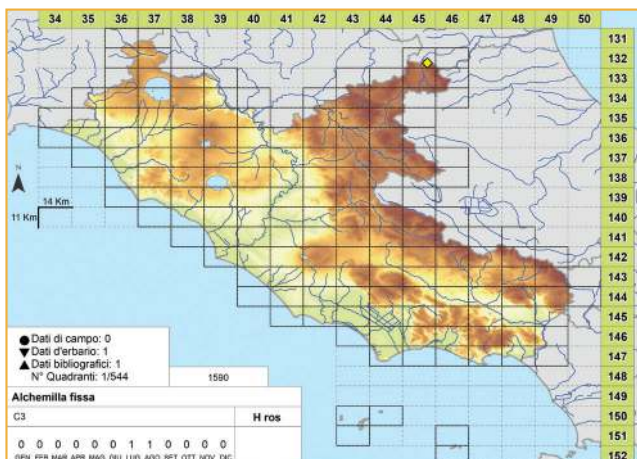 34 35 36 37 38 39 40 41 42 43 44 45 46 47 48 49 50
131
132
133
134
135
136
137
138
139
140
141
142
143
144
145
146
147
148
149
150
151
152
N
14 Km
11 Km
Dati di campo: 0
Dati d'erbario: 1
Dati bibliografici: 1
N° Quadranti: 1/544
1590
Alchemilla fissa
C3
H ros
0 0 0 0 0 0 1 1 0 0 0 0
GEN FEB MAR APR MAG GIU LUG AGO SET OTT NOV DIC